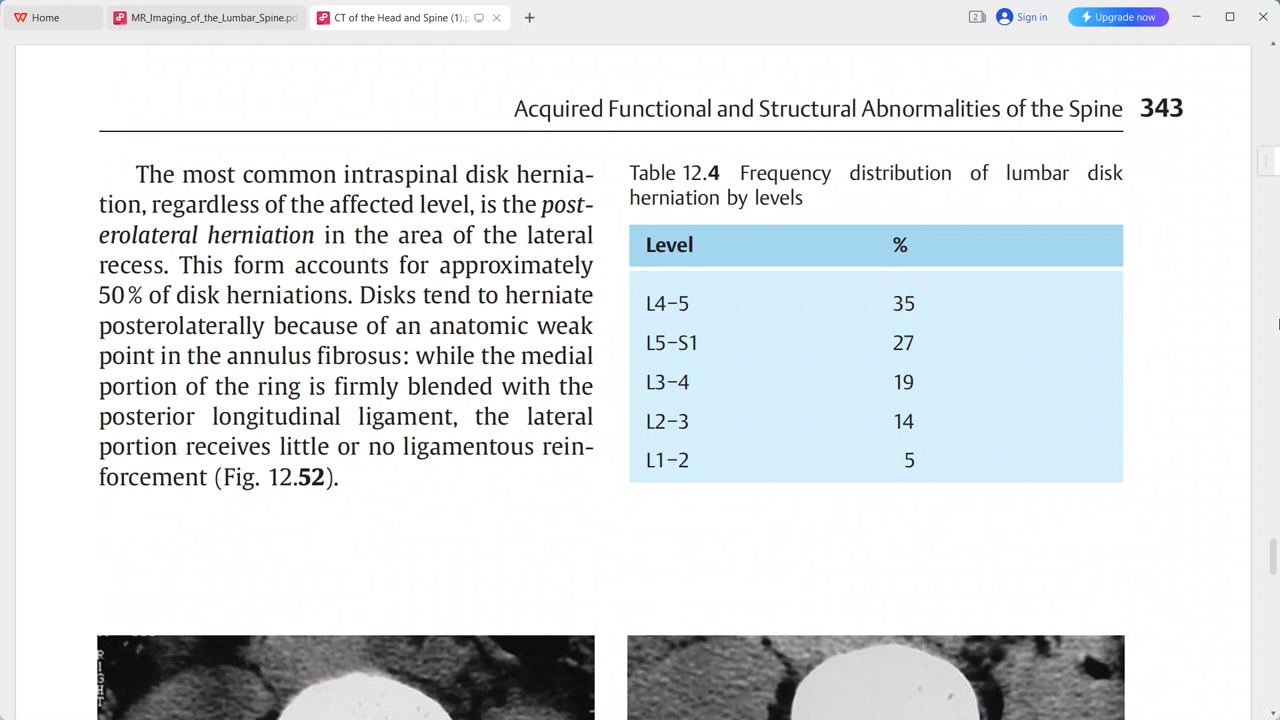 Home
MR_Imaging_of_the_Lumbar_Spine.pd
CT of the Head and Spine (1).p
2
Sign in
Upgrade now
Acquired Functional and Structural Abnormalities of the Spine 343
The most common intraspinal disk hernia-
tion, regardless of the affected level, is the post-
erolateral herniation in the area of the lateral
recess. This form accounts for approximately
50% of disk herniations. Disks tend to herniate
posterolaterally because of an anatomic weak
point in the annulus fibrosus: while the medial
portion of the ring is firmly blended with the
posterior longitudinal ligament, the lateral
portion receives little or no ligamentous rein-
forcement (Fig. 12.52).
Table 12.4 Frequency distribution of lumbar disk
herniation by levels
Level %
L4–5 35
L5–S1 27
L3–4 19
L2–3 14
L1–2 5
RIGHT